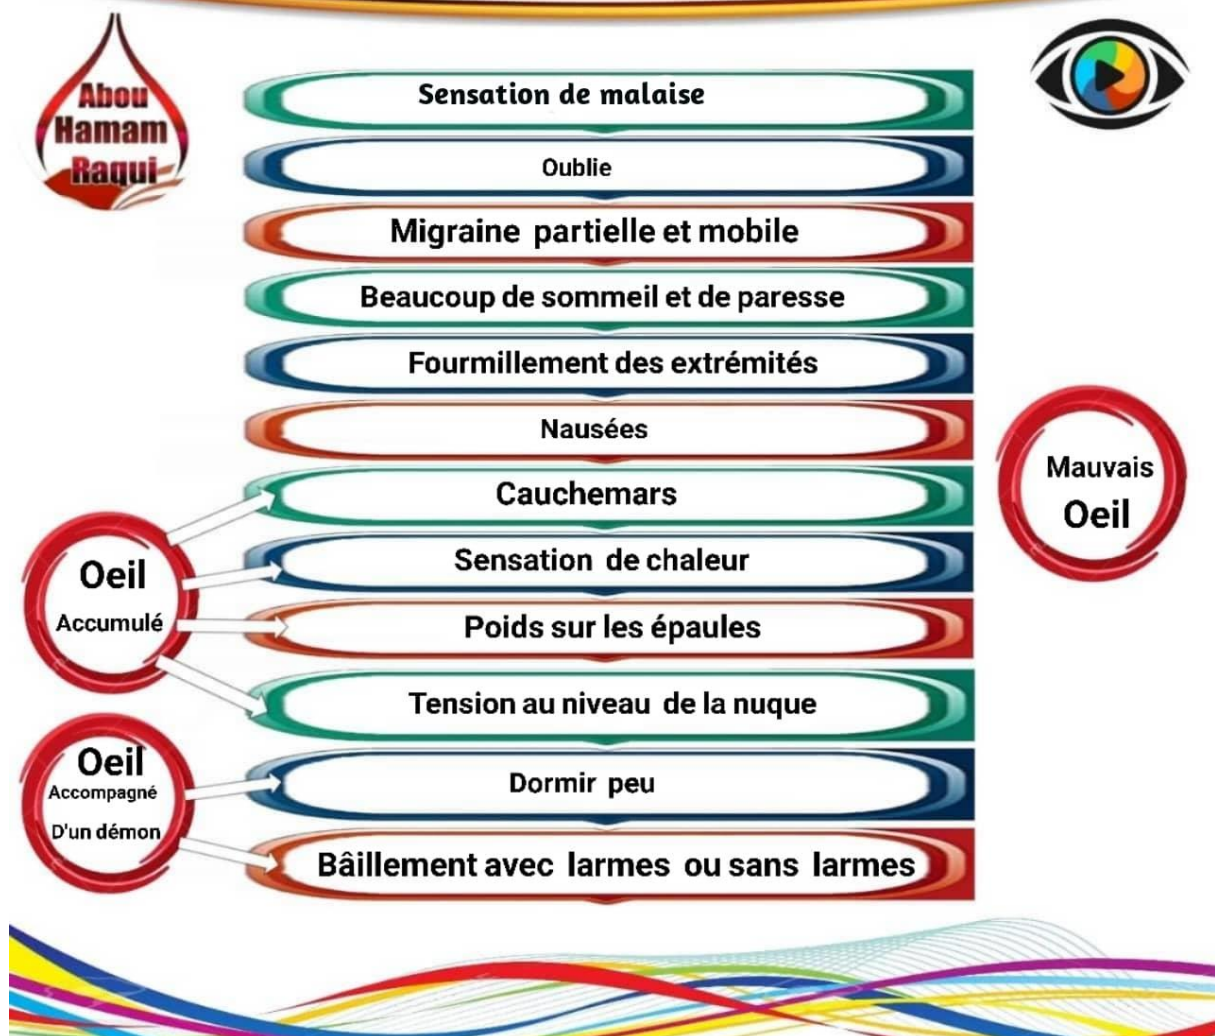 Abou
Hamam
Raqui
Sensation de malaise
Oublie
Migraine partielle et mobile
Beaucoup de sommeil et de paresse
Fourmillement des extrémités
Nausées
Cauchemars
Sensation de chaleur
Poids sur les épaules
Tension au niveau de la nuque
Dormir peu
Bâillement avec larmes ou sans larmes
Oeil
Accumulé
Oeil
Accompagné
D'un démon
Mauvais
Oeil